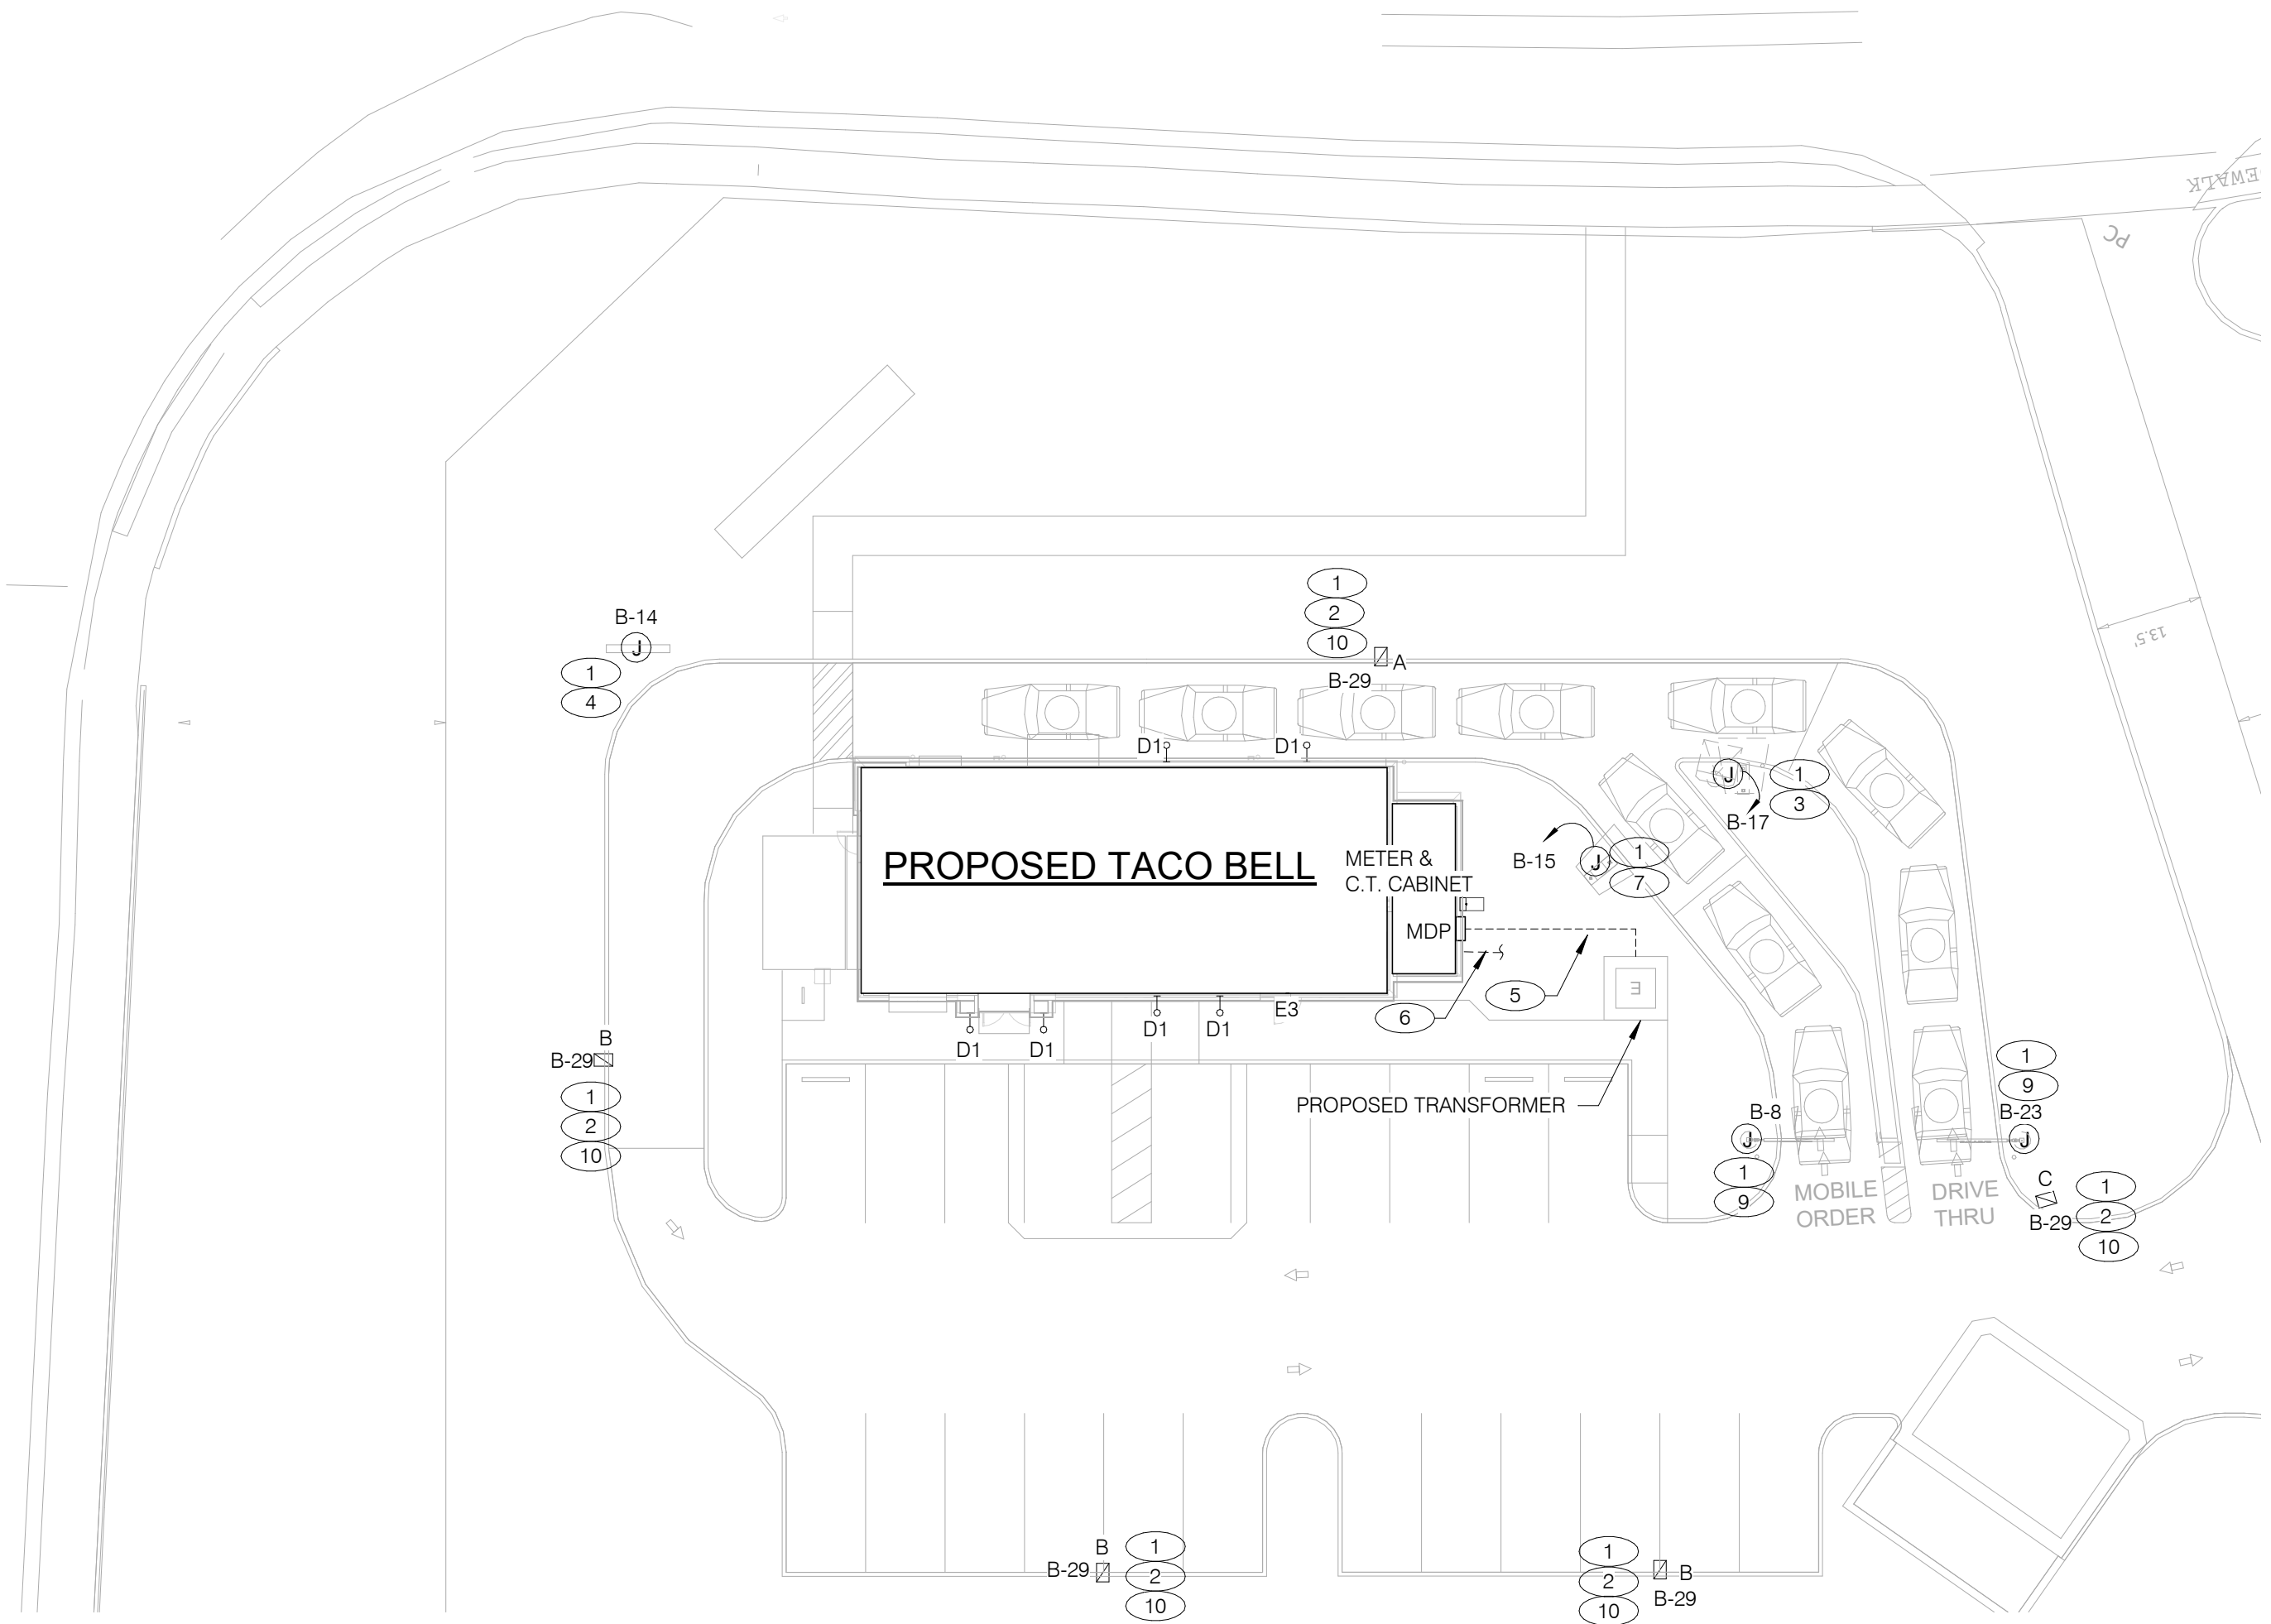 EWALK
PC
13.5'
1
2
10
B-14
J
1
4
A
B-29
D1
D1
J
1
3
B-17
PROPOSED TACO BELL
METER &
C.T. CABINET
B-15
J
1
7
MDP
5
6
E
E3
D1
D1
D1
D1
B
B-29
1
2
10
PROPOSED TRANSFORMER
1
9
B-8
B-23
J
J
1
9
MOBILE
ORDER
DRIVE
THRU
C
B-29
1
2
10
B
B-29
1
2
10
1
2
10
B
B-29